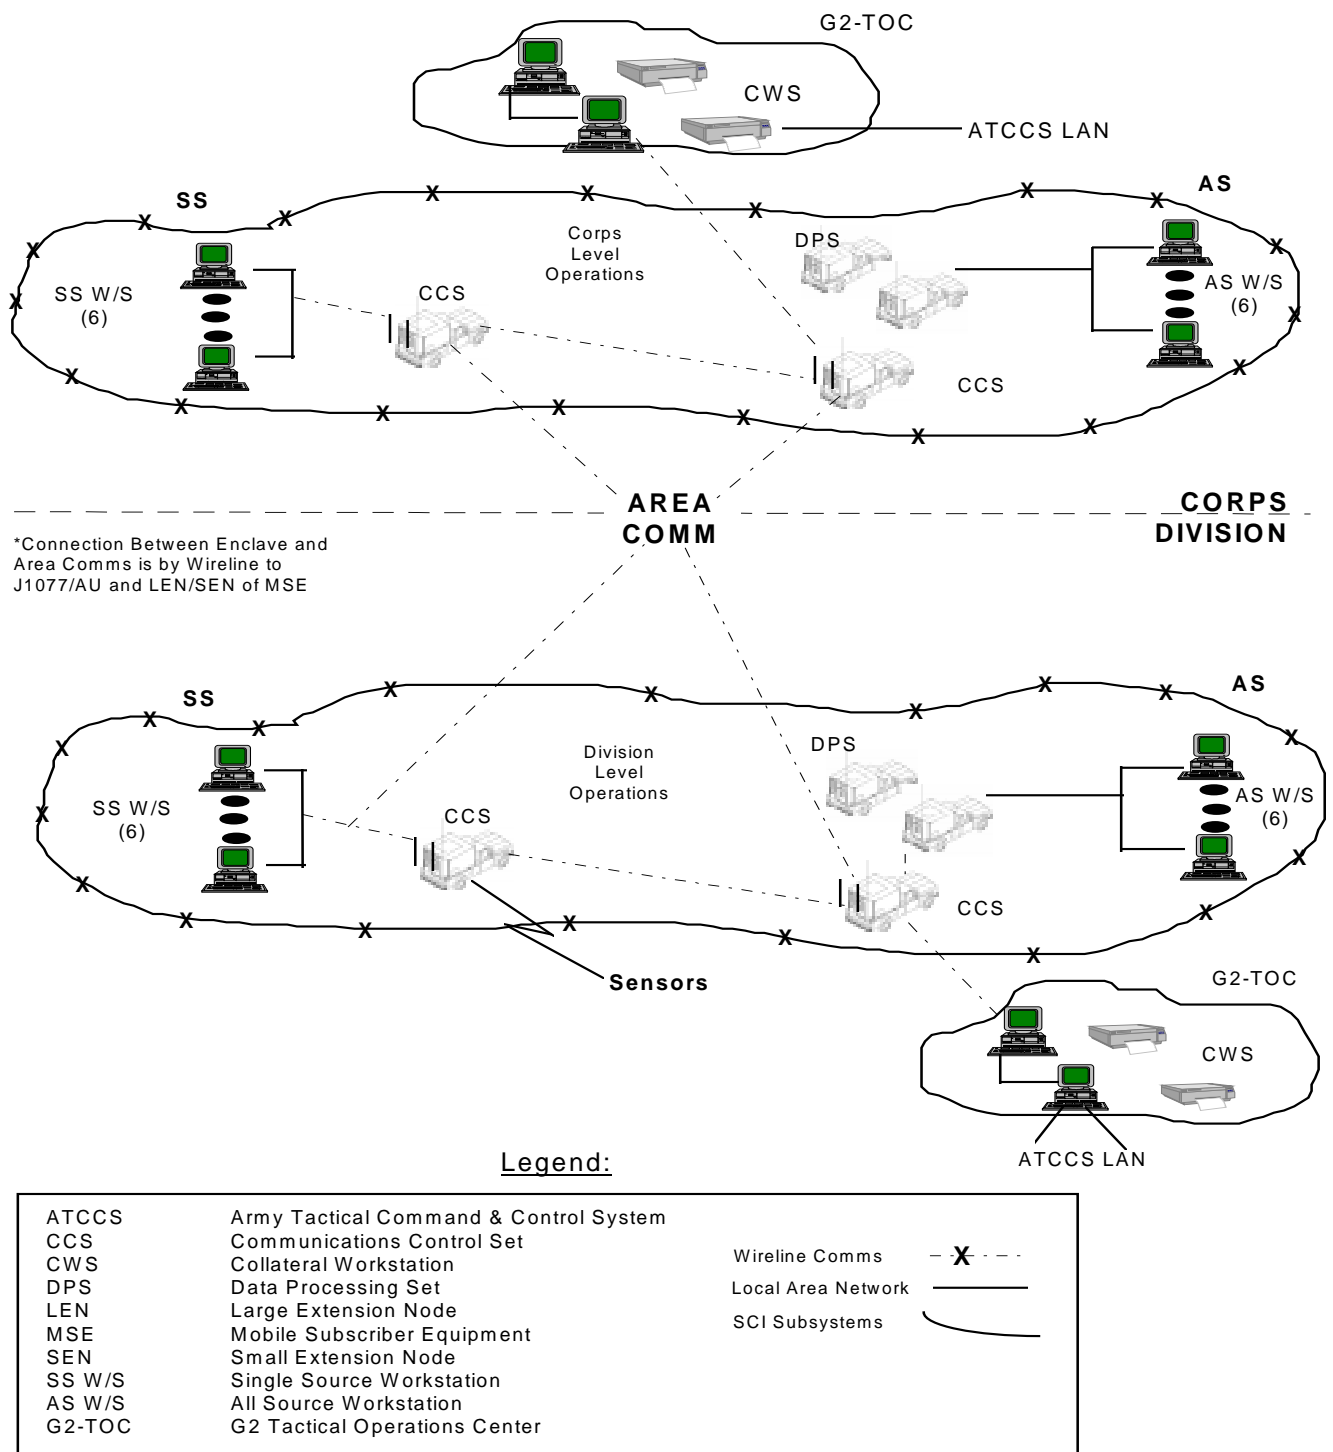 G2-TOC
CWS
ATCCS LAN
SS
AS
Corps
Level
Operations
DPS
SS W/S
(6)
CCS
AS W/S
(6)
CCS
AREA
COMM
CORPS
DIVISION
*Connection Between Enclave and
Area Comms is by Wireline to
J1077/AU and LEN/SEN of MSE
SS
AS
Division
Level
Operations
DPS
SS W/S
(6)
CCS
AS W/S
(6)
CCS
Sensors
G2-TOC
CWS
ATCCS LAN
Legend:
ATCCS Army Tactical Command & Control System
CCS Communications Control Set
CWS Collateral Workstation
DPS Data Processing Set
LEN Large Extension Node
MSE Mobile Subscriber Equipment
SEN Small Extension Node
SS W/S Single Source Workstation
AS W/S All Source Workstation
G2-TOC G2 Tactical Operations Center
Wireline Comms X
Local Area Network
SCI Subsystems